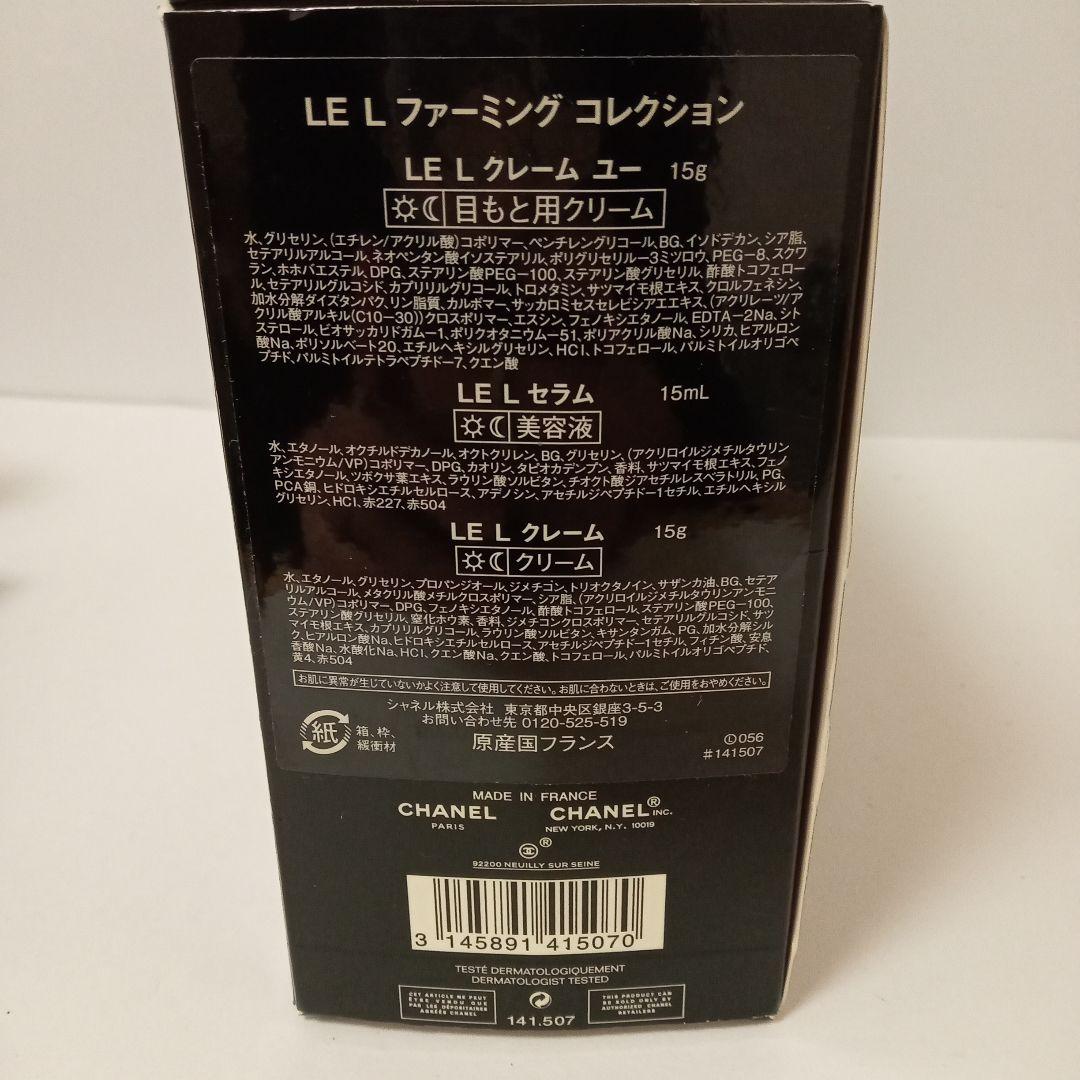 LE L ファーミング コレクション
LE L クレーム ユー 15g
目もと用クリーム
水、グリセリン、(エチレン/アクリル酸)コポリマー、ペンチレングリコール、BG、イソドデカン、シア脂、
セテアリルアルコール、ネオペンタン酸イソステアリル、ポリグリセリル-3ミツロウ、PEG-8、スクワ
ラン、ホホバエステル、DPG、ステアリン酸PEG-100、ステアリン酸グリセリル、酢酸トコフェロー
ル、セテアリルグルコシド、カプリリルグリコール、トロメタミン、サツマイモ根エキス、クロルフェネシン、
加水分解ダイズタンパク、リン脂質、カルボマー、サッカロミセスセレビシアエエキス、(アクリレーツ/ア
クリル酸アルキル(C10-30))クロスポリマー、エスシン、フェノキシエタノール、EDTA-2Na、シト
ステロール、ビオサッカリドガム-1、ポリクオタニウム-51、ポリアクリル酸Na、シリカ、ヒアルロン
酸Na、ポリソルベート20、エチルヘキシルグリセリン、HCl、トコフェロール、パルミトイルオリゴペ
プチド、パルミトイルテトラペプチド-7、クエン酸
LE L セラム 15mL
美容液
水、エタノール、オクチルドデカノール、オクトクリレン、BG、グリセリン、(アクリロイルジメチルタウリン
アンモニウム/VP)コポリマー、DPG、カオリン、タピオカデンプン、香料、サツマイモ根エキス、フェノ
キシエタノール、ツボクサ葉エキス、ラウリン酸ソルビタン、チオクト酸ジアセチルレスベラトリル、PG、
PCA銅、ヒドロキシエチルセルロース、アデノシン、アセチルジペプチド-1セチル、エチルヘキシル
グリセリン、HCl、赤227、赤504
LE L クレーム 15g
クリーム
水、エタノール、グリセリン、プロパンジオール、ジメチコン、トリオクタノイン、サザンカ油、BG、セテア
リルアルコール、メタクリル酸メチルクロスポリマー、シア脂、(アクリロイルジメチルタウリンアンモニ
ウム/VP)コポリマー、DPG、フェノキシエタノール、酢酸トコフェロール、ステアリン酸PEG-100、
ステアリン酸グリセリル、窒化ホウ素、香料、ジメチコンクロスポリマー、セテアリルグルコシド、サツ
マイモ根エキス、カプリリルグリコール、ラウリン酸ソルビタン、キサンタンガム、PG、加水分解シル
ク、ヒアルロン酸Na、ヒドロキシエチルセルロース、アセチルジペプチド-1セチル、フィチン酸、安息
香酸Na、水酸化Na、HCl、クエン酸Na、クエン酸、トコフェロール、パルミトイルオリゴペプチド、
黄4、赤504
お肌に異常が生じていないかよく注意して使用してください。お肌に合わないときは、ご使用をおやめください。
シャネル株式会社 東京都中央区銀座3-5-3
お問い合わせ先 0120-525-519
紙 箱、枠、
緩衝材
原産国フランス
Ⓛ056
#141507
MADE IN FRANCE
CHANEL CHANEL® INC.
PARIS NEW YORK, N.Y. 10019
®
92200 NEUILLY SUR SEINE
3 145891 415070
TESTÉ DERMATOLOGIQUEMENT
DERMATOLOGIST TESTED
CET ARTICLE NE PEUT
ÊTRE VENDU QUE
PAR LES DÉPOSITAIRES
AGRÉÉS CHANEL
141.507
THIS PRODUCT CAN
BE SOLD ONLY BY
AUTHORIZED CHANEL
RETAILERS